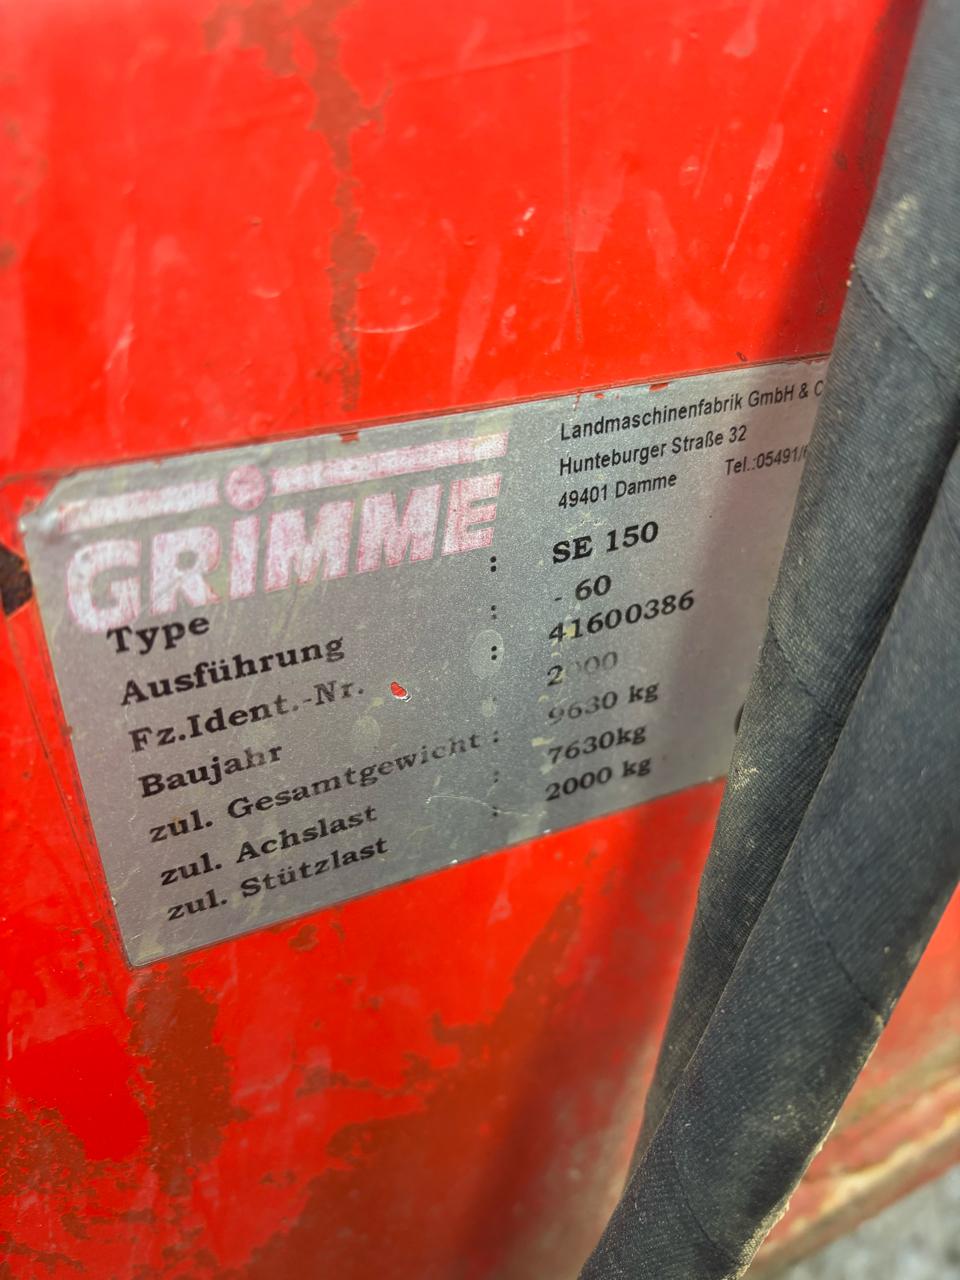 GRIMME
Landmaschinenfabrik GmbH & C
Hunteburger Straße 32
49401 Damme Tel.:05491/
Type : SE 150
Ausführung : - 60
Fz.Ident.-Nr. : 41600386
Baujahr
zul. Gesamtgewicht : 9630 kg
zul. Achslast : 7630kg
zul. Stützlast : 2000 kg